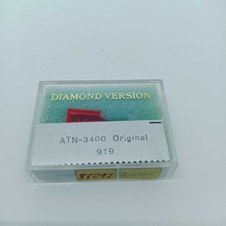 DIAMOND VERSION
ATN-3400 Original
919